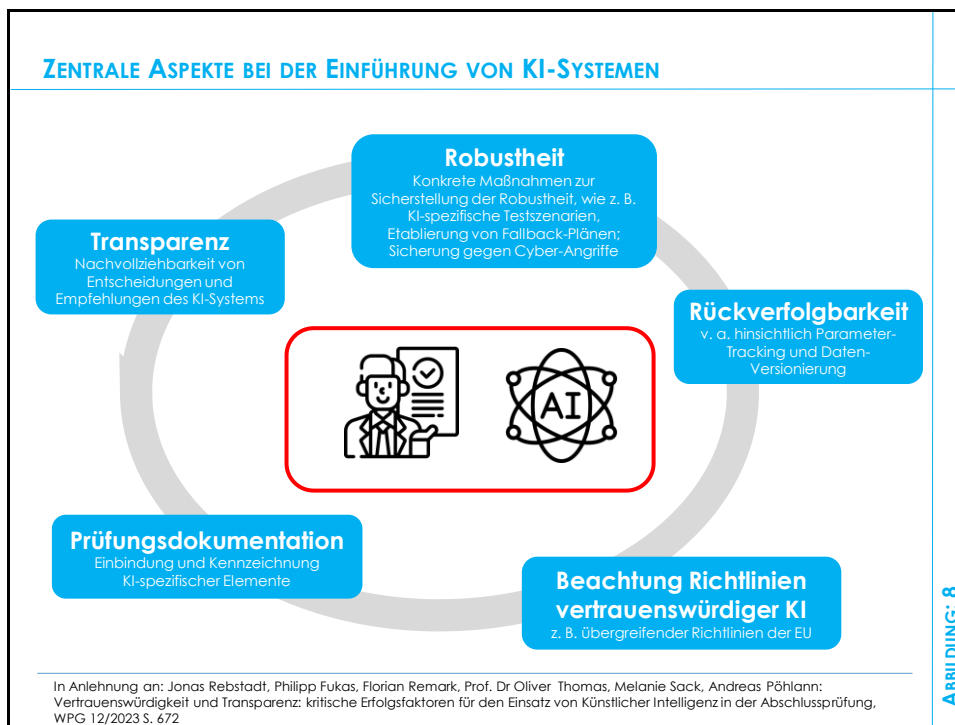 ZENTRALE ASPEKTE BEI DER EINFÜHRUNG VON KI-SYSTEMEN
Robustheit
Konkrete Maßnahmen zur
Sicherstellung der Robustheit, wie z. B.
KI-spezifische Testszenarien,
Etablierung von Fallback-Plänen;
Sicherung gegen Cyber-Angriffe
Transparenz
Nachvollziehbarkeit von
Entscheidungen und
Empfehlungen des KI-Systems
Rückverfolgbarkeit
v. a. hinsichtlich Parameter-
Tracking und Daten-
Versionierung
AI
Prüfungsdokumentation
Einbindung und Kennzeichnung
KI-spezifischer Elemente
Beachtung Richtlinien
vertrauenswürdiger KI
z. B. übergreifender Richtlinien der EU
ABBILDUNG: 8
In Anlehnung an: Jonas Rebstadt, Philipp Fukas, Florian Remark, Prof. Dr Oliver Thomas, Melanie Sack, Andreas Pöhlann:
Vertrauenswürdigkeit und Transparenz: kritische Erfolgsfaktoren für den Einsatz von Künstlicher Intelligenz in der Abschlussprüfung,
WPG 12/2023 S. 672